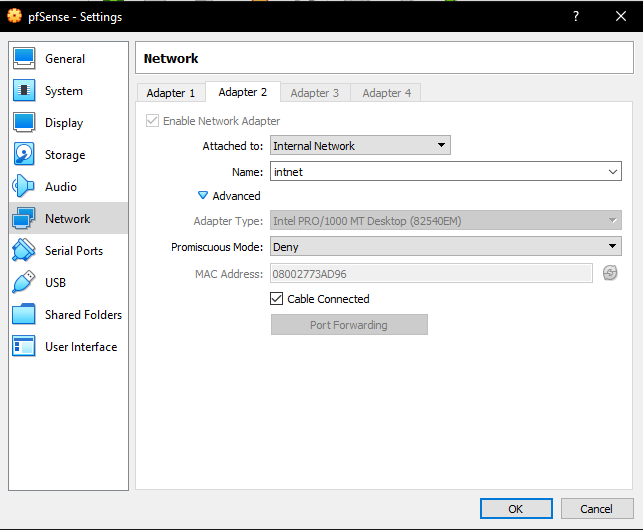 pfSense - Settings
?
General
System
Display
Storage
Audio
Network
Serial Ports
USB
Shared Folders
User Interface
Network
Adapter 1 Adapter 2 Adapter 3 Adapter 4
Enable Network Adapter
Attached to: Internal Network
Name: intnet
Advanced
Adapter Type: Intel PRO/1000 MT Desktop (82540EM)
Promiscuous Mode: Deny
MAC Address: 08002773AD96
Cable Connected
Port Forwarding
OK Cancel